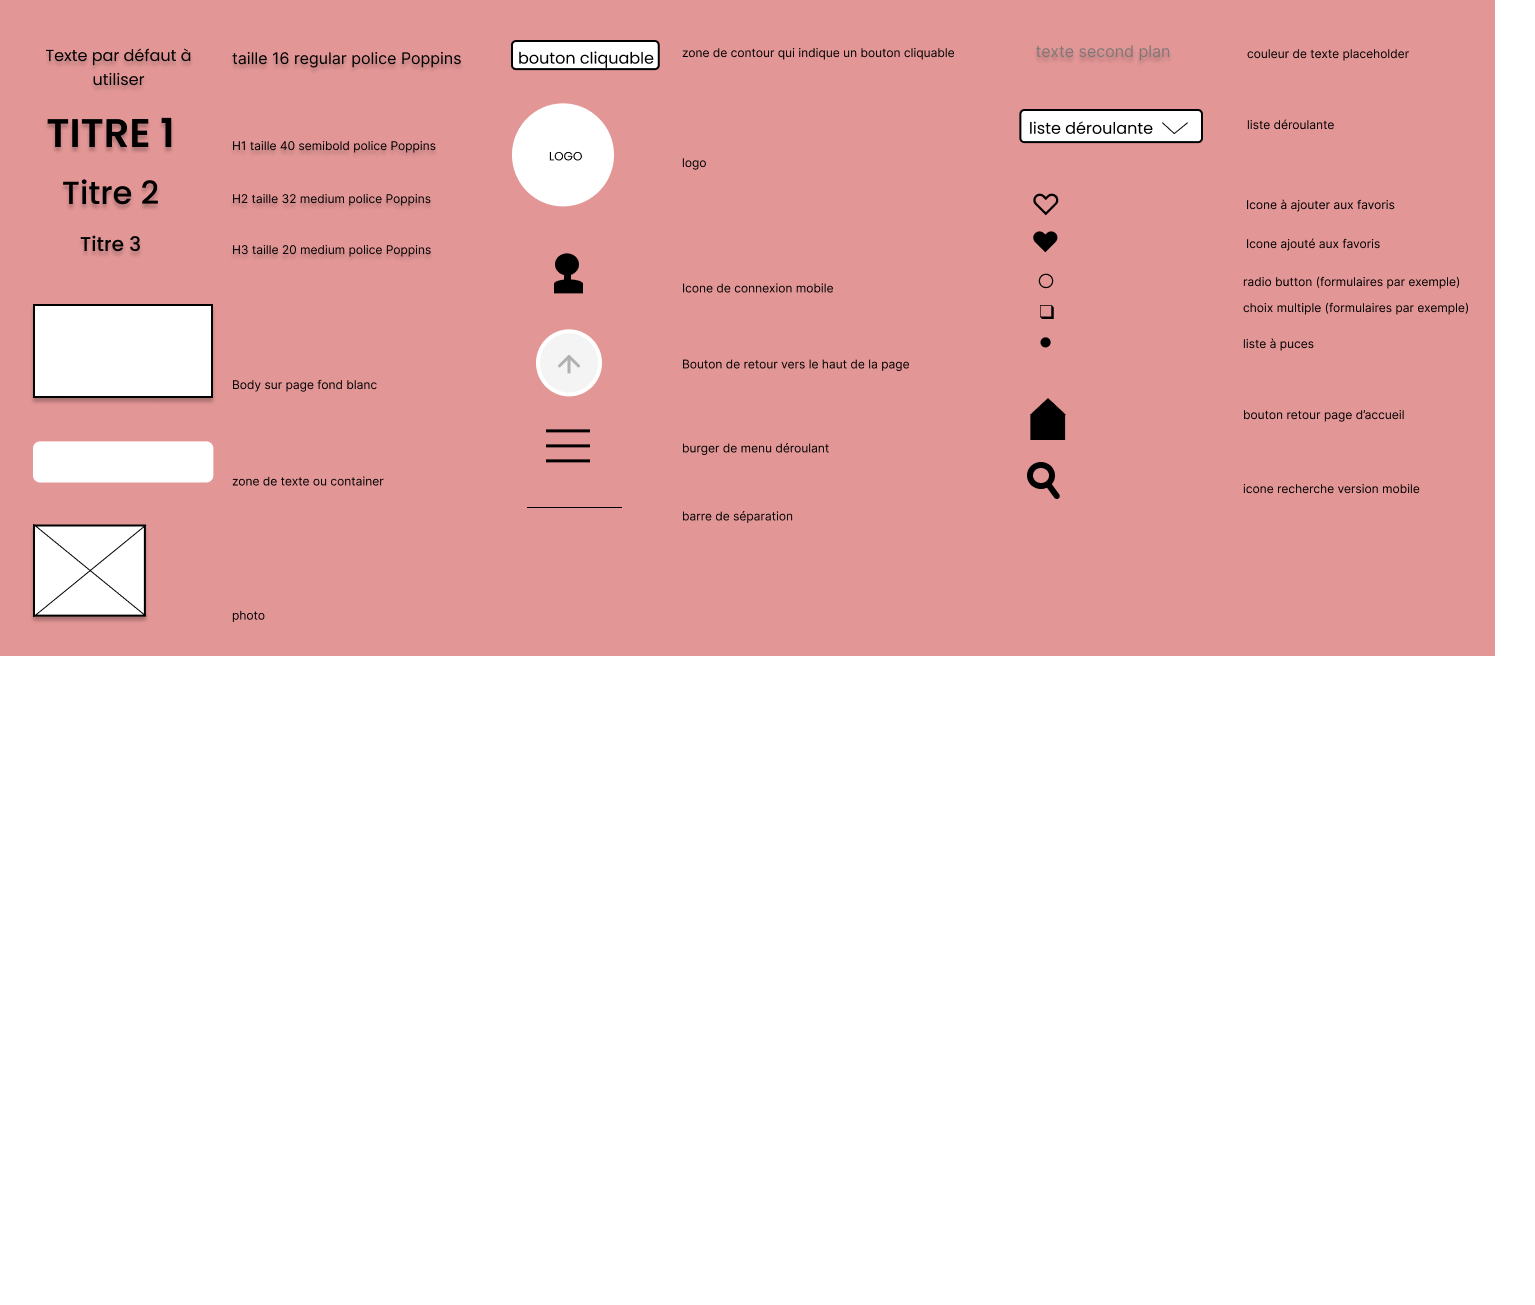 Texte par défaut à
utiliser
taille 16 regular police Poppins
TITRE 1
H1 taille 40 semibold police Poppins
Titre 2
H2 taille 32 medium police Poppins
Titre 3
H3 taille 20 medium police Poppins
Body sur page fond blanc
zone de texte ou container
photo
bouton cliquable
zone de contour qui indique un bouton cliquable
LOGO
logo
Icone de connexion mobile
Bouton de retour vers le haut de la page
burger de menu déroulant
barre de séparation
texte second plan
couleur de texte placeholder
liste déroulante
liste déroulante
Icone à ajouter aux favoris
Icone ajouté aux favoris
radio button (formulaires par exemple)
choix multiple (formulaires par exemple)
liste à puces
bouton retour page d’accueil
icone recherche version mobile